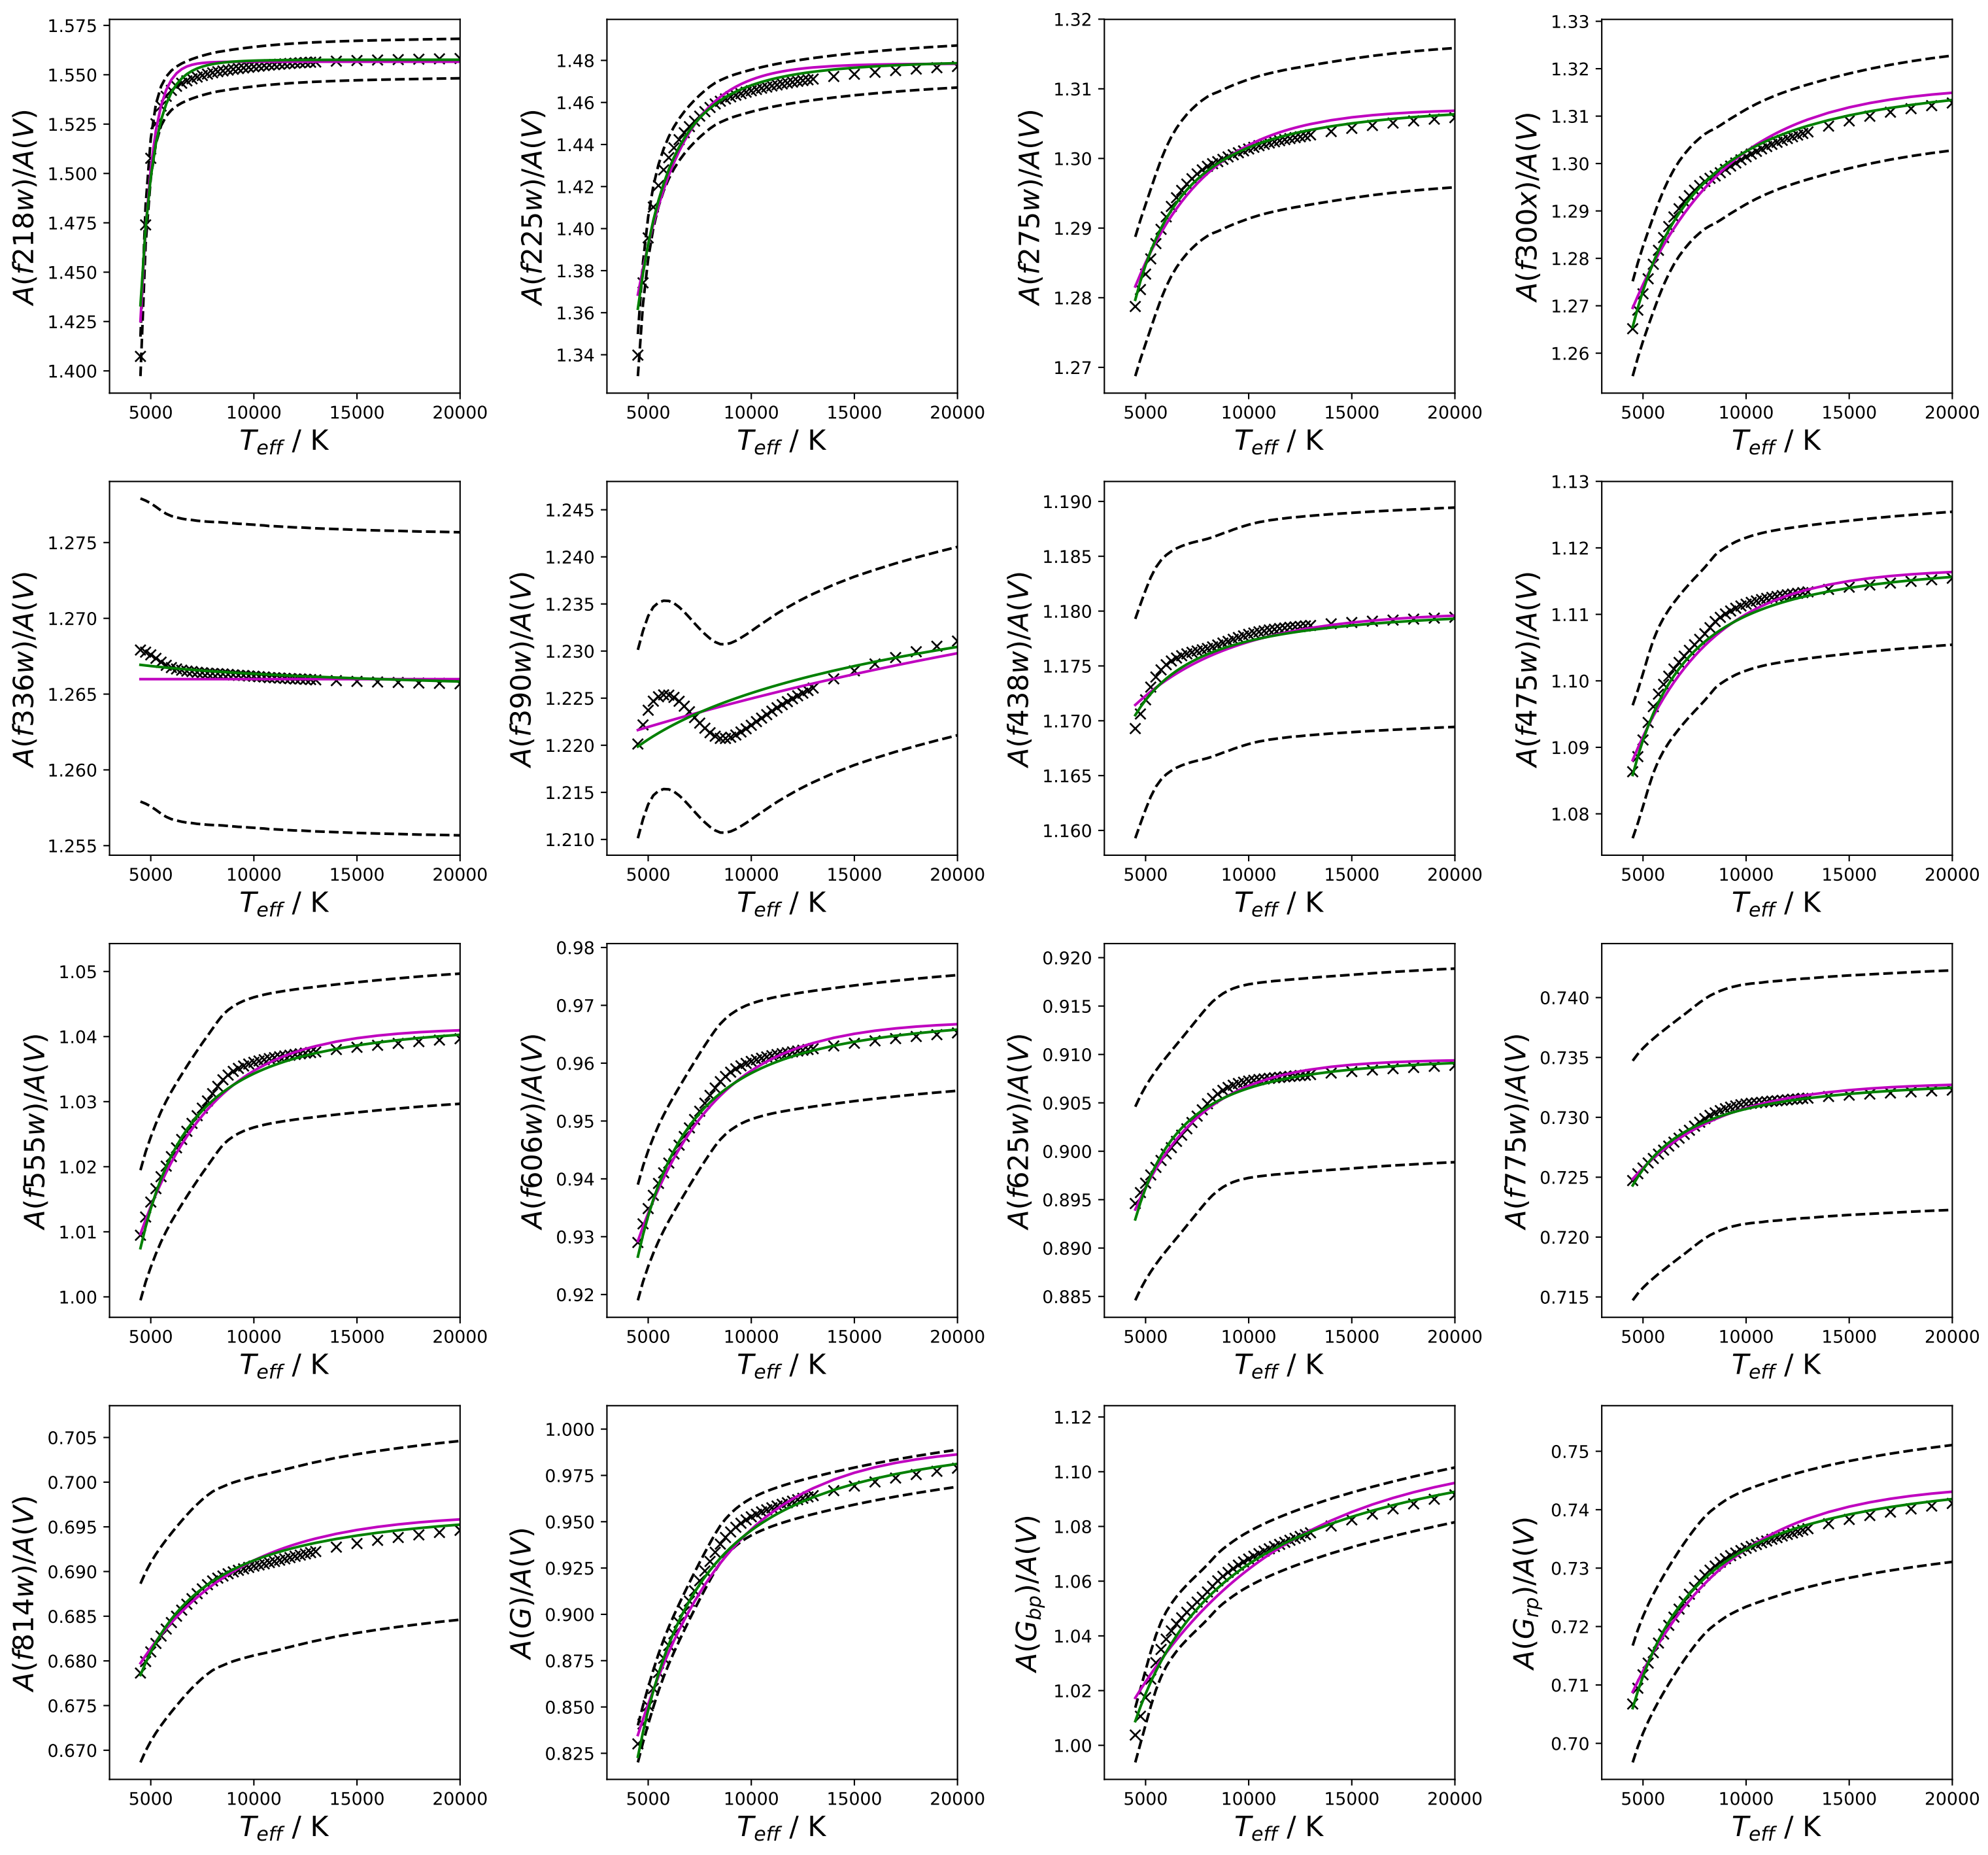 1.575
1.550
1.525
1.500
1.475
1.450
1.425
1.400
A(f218w)/A(V)
5000 10000 15000 20000
T_eff / K
1.48
1.46
1.44
1.42
1.40
1.38
1.36
1.34
A(f225w)/A(V)
5000 10000 15000 20000
T_eff / K
1.32
1.31
1.30
1.29
1.28
1.27
A(f275w)/A(V)
5000 10000 15000 20000
T_eff / K
1.33
1.32
1.31
1.30
1.29
1.28
1.27
1.26
A(f300x)/A(V)
5000 10000 15000 20000
T_eff / K
1.275
1.270
1.265
1.260
1.255
A(f336w)/A(V)
5000 10000 15000 20000
T_eff / K
1.245
1.240
1.235
1.230
1.225
1.220
1.215
1.210
A(f390w)/A(V)
5000 10000 15000 20000
T_eff / K
1.190
1.185
1.180
1.175
1.170
1.165
1.160
A(f438w)/A(V)
5000 10000 15000 20000
T_eff / K
1.13
1.12
1.11
1.10
1.09
1.08
A(f475w)/A(V)
5000 10000 15000 20000
T_eff / K
1.05
1.04
1.03
1.02
1.01
1.00
A(f555w)/A(V)
5000 10000 15000 20000
T_eff / K
0.98
0.97
0.96
0.95
0.94
0.93
0.92
A(f606w)/A(V)
5000 10000 15000 20000
T_eff / K
0.920
0.915
0.910
0.905
0.900
0.895
0.890
0.885
A(f625w)/A(V)
5000 10000 15000 20000
T_eff / K
0.740
0.735
0.730
0.725
0.720
0.715
A(f775w)/A(V)
5000 10000 15000 20000
T_eff / K
0.705
0.700
0.695
0.690
0.685
0.680
0.675
0.670
A(f814w)/A(V)
5000 10000 15000 20000
T_eff / K
1.000
0.975
0.950
0.925
0.900
0.875
0.850
0.825
A(G)/A(V)
5000 10000 15000 20000
T_eff / K
1.12
1.10
1.08
1.06
1.04
1.02
1.00
A(G_bp)/A(V)
5000 10000 15000 20000
T_eff / K
0.75
0.74
0.73
0.72
0.71
0.70
A(G_rp)/A(V)
5000 10000 15000 20000
T_eff / K